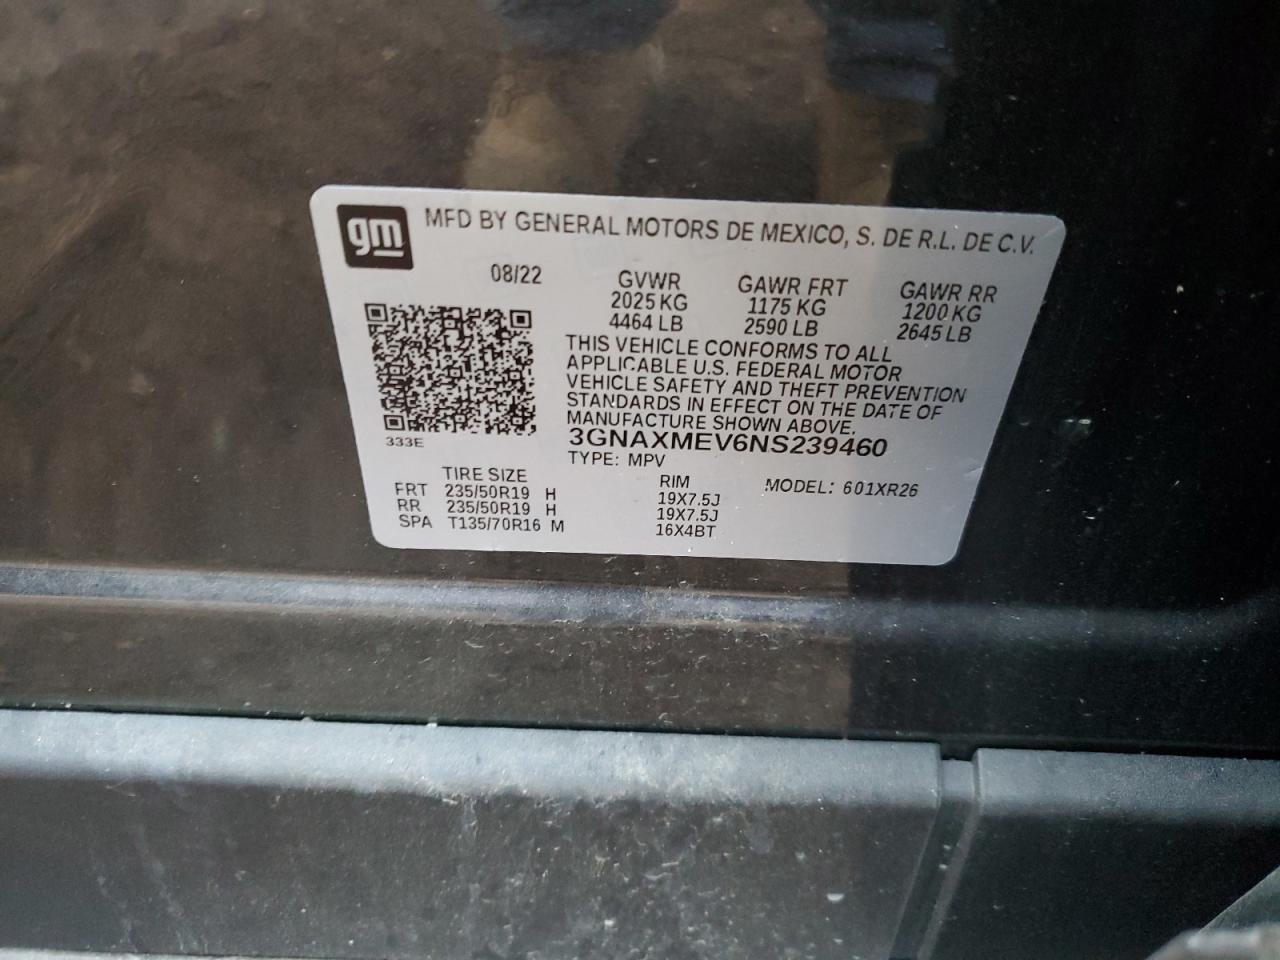 gm
MFD BY GENERAL MOTORS DE MEXICO, S. DE R.L. DE C.V.
08/22 GVWR GAWR FRT GAWR RR
2025 KG 1175 KG 1200 KG
4464 LB 2590 LB 2645 LB
THIS VEHICLE CONFORMS TO ALL
APPLICABLE U.S. FEDERAL MOTOR
VEHICLE SAFETY AND THEFT PREVENTION
STANDARDS IN EFFECT ON THE DATE OF
MANUFACTURE SHOWN ABOVE.
333E
3GNAXMEV6NS239460
TYPE: MPV
TIRE SIZE RIM MODEL: 601XR26
FRT 235/50R19 H 19X7.5J
RR 235/50R19 H 19X7.5J
SPA T135/70R16 M 16X4BT